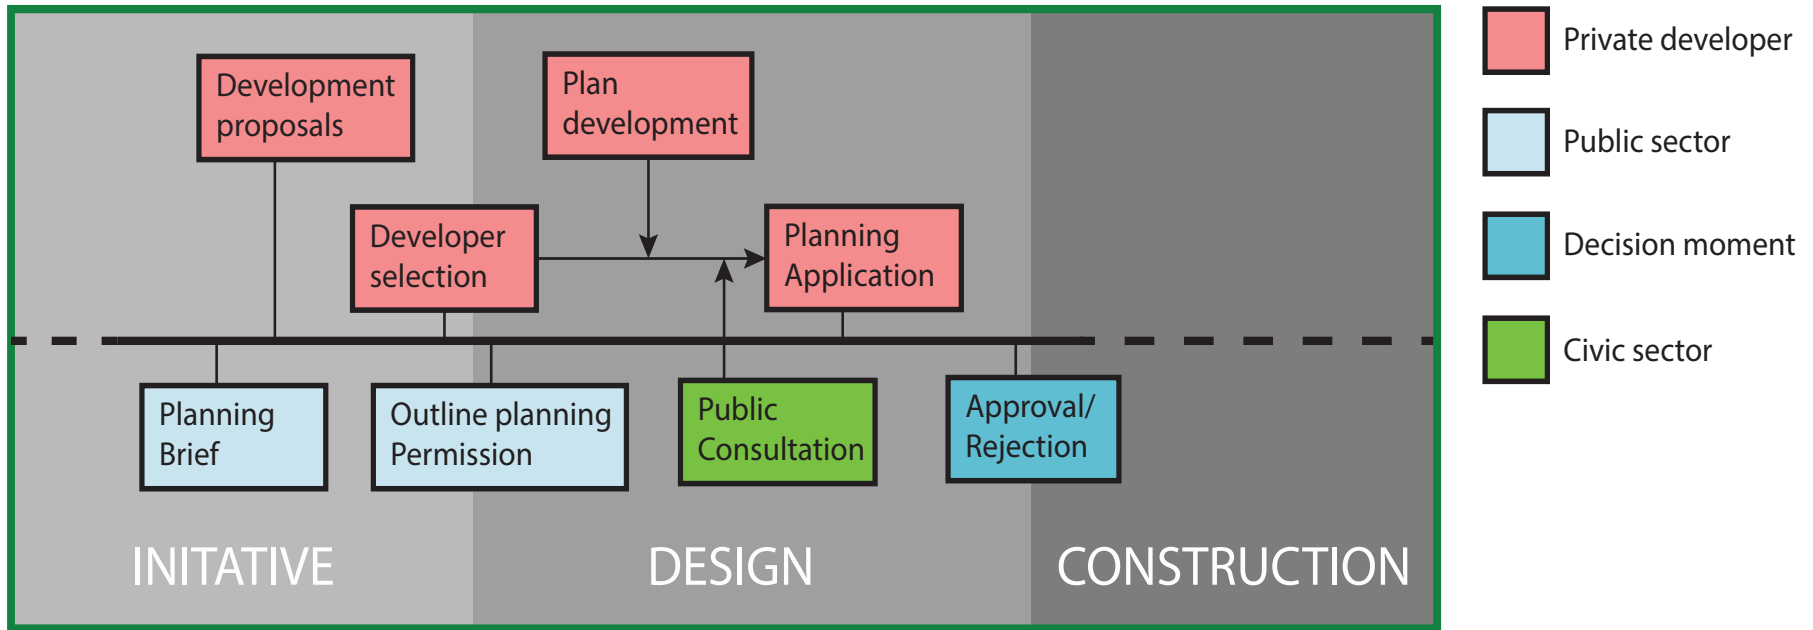 Development
proposals
Plan
development
Developer
selection
Planning
Application
Planning
Brief
Outline planning
Permission
Public
Consultation
Approval/
Rejection
INITATIVE
DESIGN
CONSTRUCTION
Private developer
Public sector
Decision moment
Civic sector